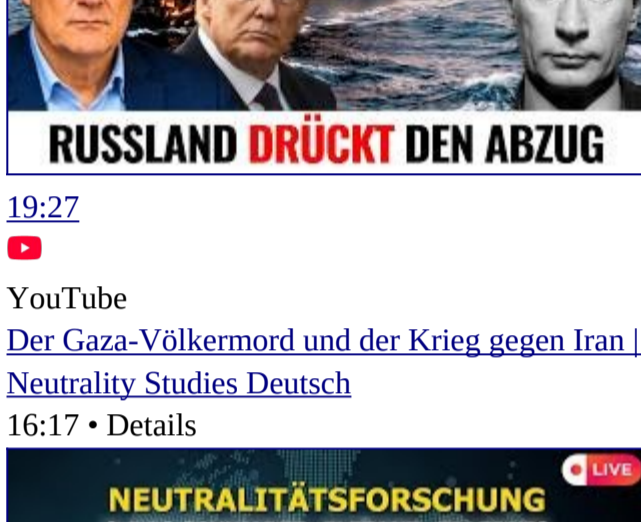 RUSSLAND DRÜCKT DEN ABZUG
19:27
YouTube
Der Gaza-Völkermord und der Krieg gegen Iran |
Neutrality Studies Deutsch
16:17 • Details
LIVE
NEUTRALITÄTSFORSCHUNG